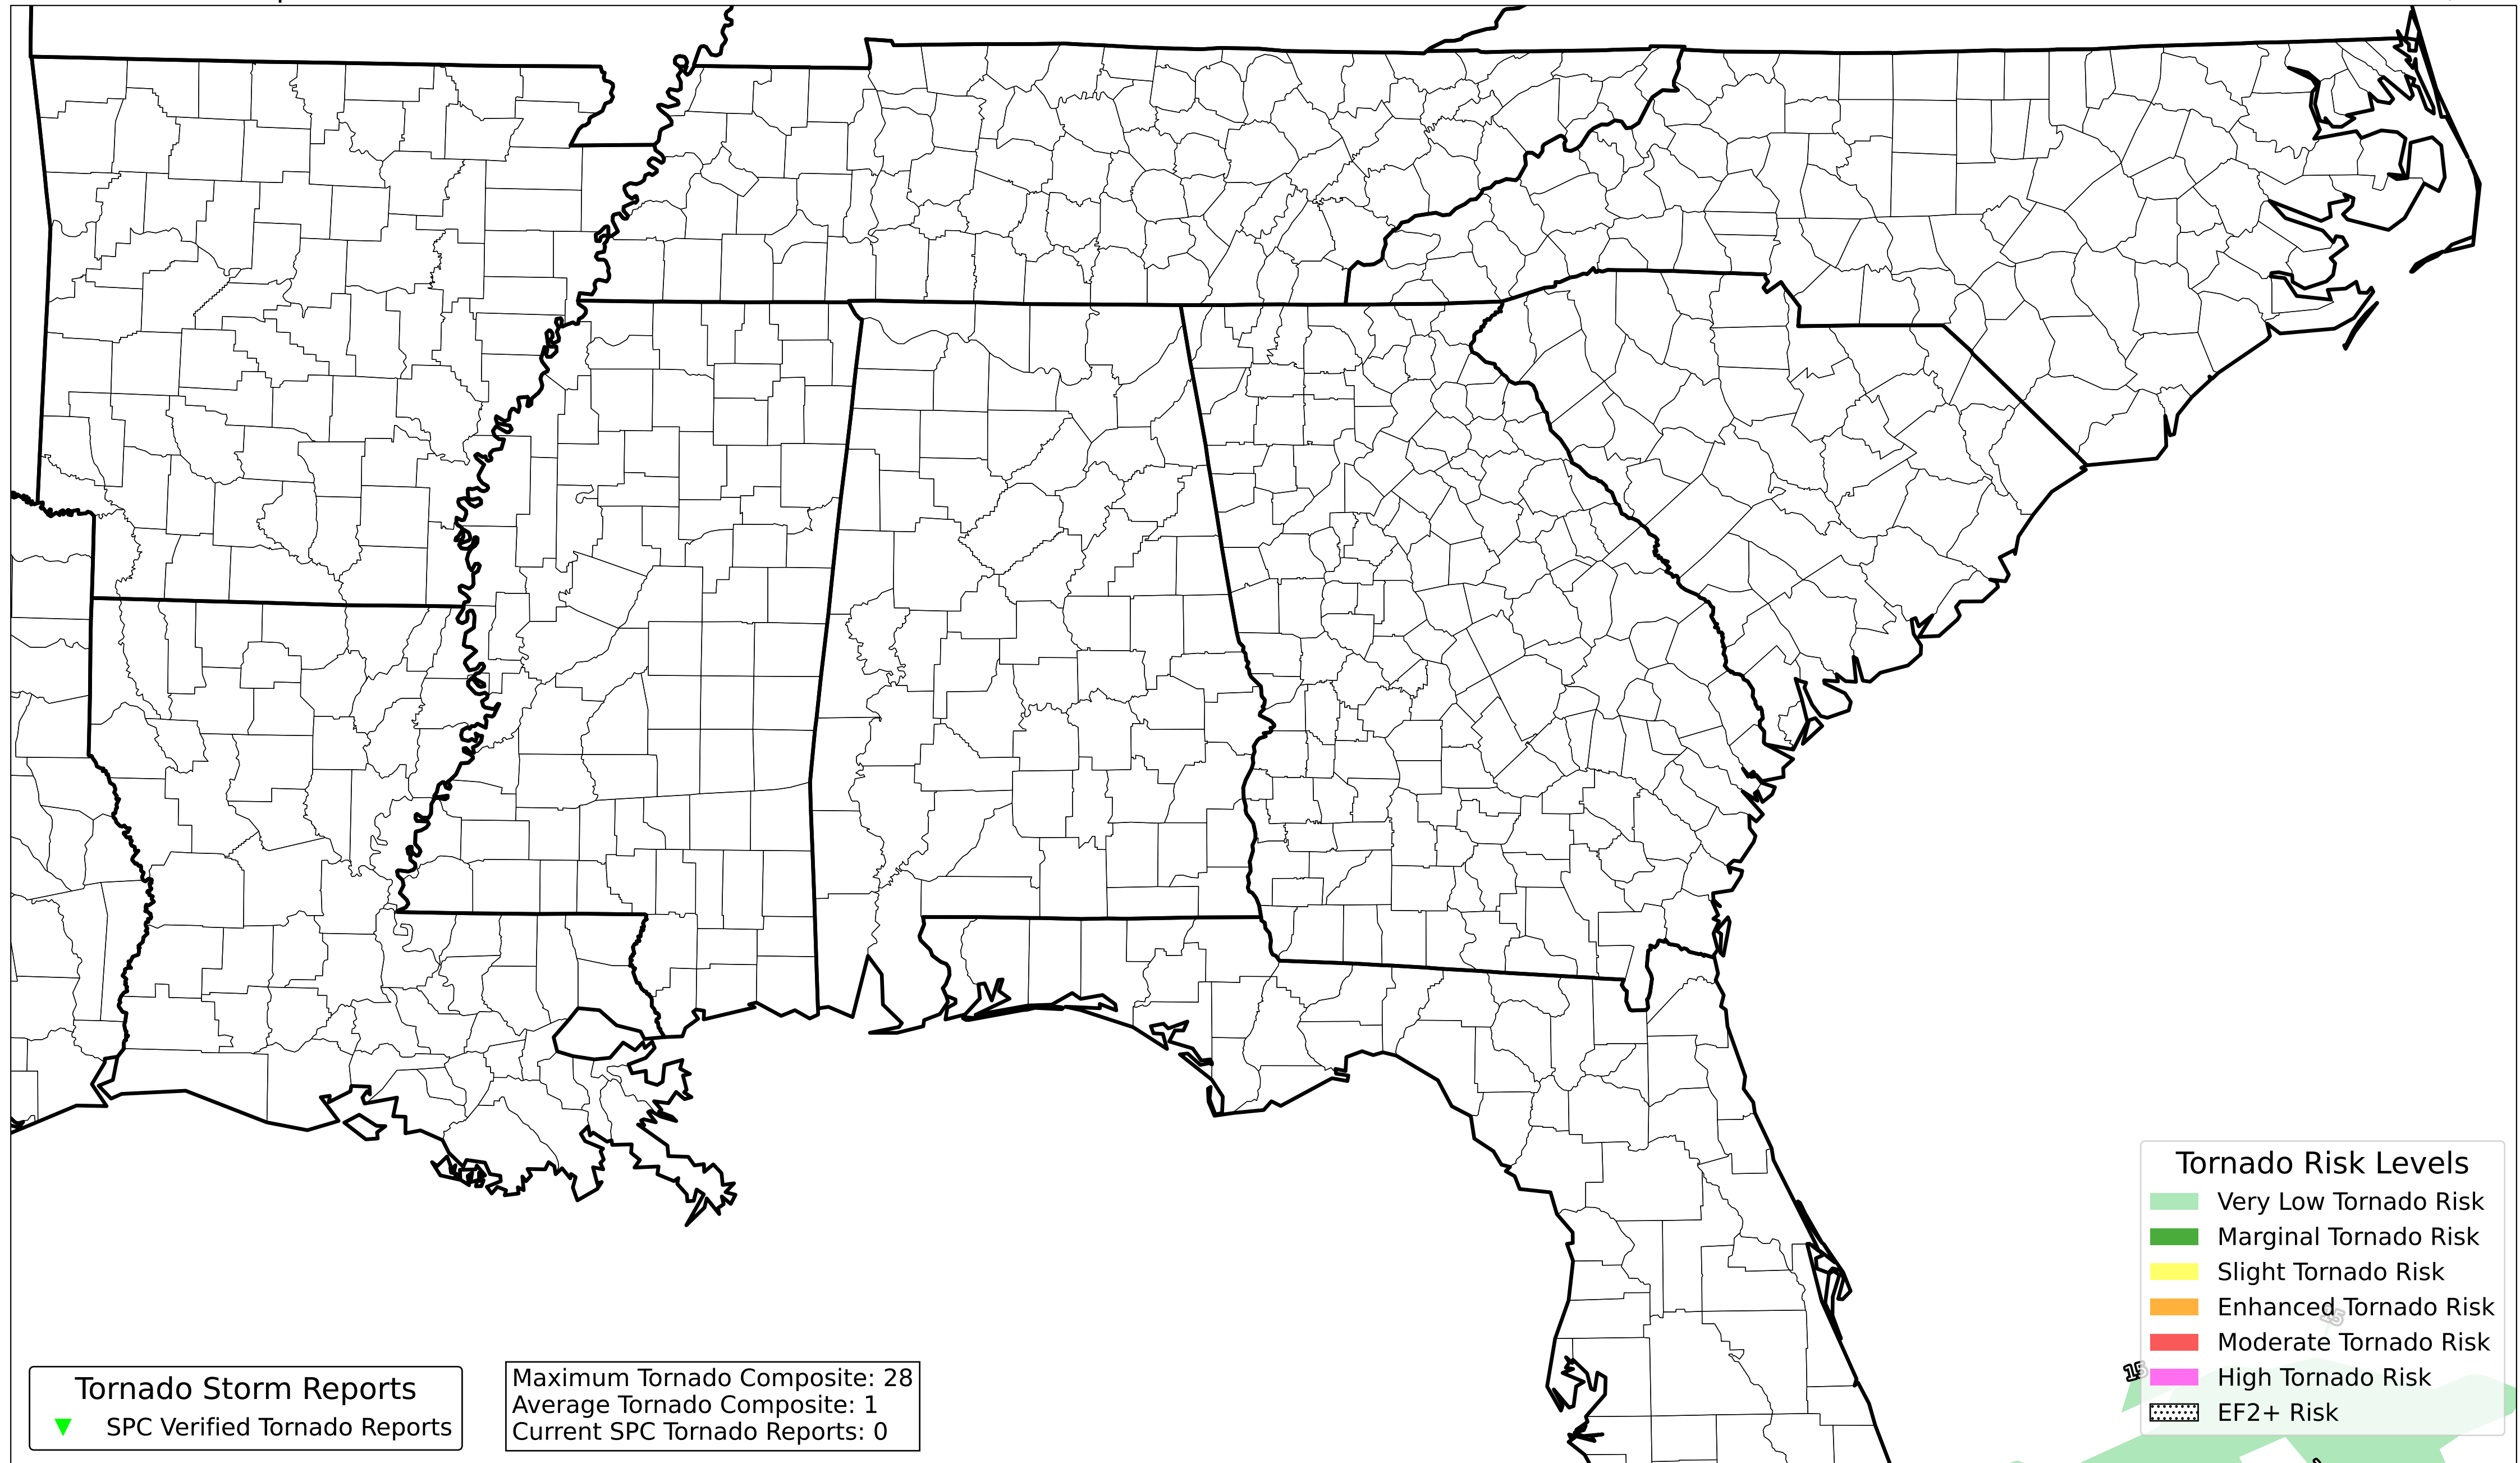 Tornado Risk Levels
Very Low Tornado Risk
Marginal Tornado Risk
Slight Tornado Risk
Enhanced Tornado Risk
15
Moderate Tornado Risk
15
High Tornado Risk
EF2+ Risk
Tornado Storm Reports
SPC Verified Tornado Reports
Maximum Tornado Composite: 28
Average Tornado Composite: 1
Current SPC Tornado Reports: 0